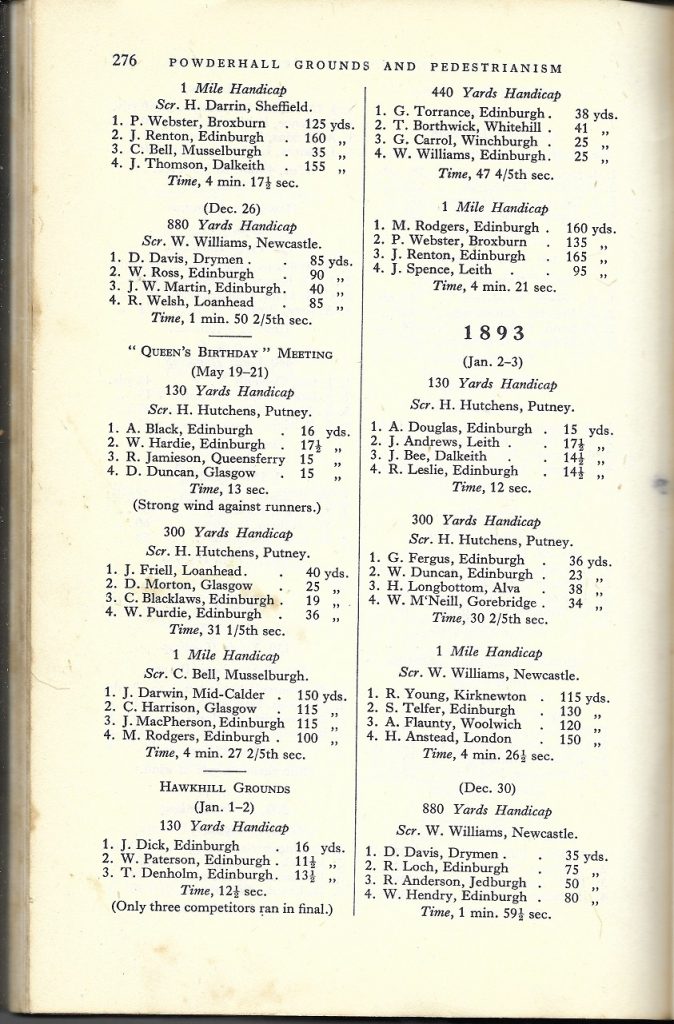 276 POWDERHALL GROUNDS AND PEDESTRIANISM
1 Mile Handicap
Scr. H. Darrin, Sheffield.
1. P. Webster, Broxburn . 125 yds.
2. J. Renton, Edinburgh . 160 „
3. C. Bell, Musselburgh . 35 „
4. J. Thomson, Dalkeith . 155 „
Time, 4 min. 17½ sec.
(Dec. 26)
880 Yards Handicap
Scr. W. Williams, Newcastle.
1. D. Davis, Drymen . . 85 yds.
2. W. Ross, Edinburgh . 90 „
3. J. W. Martin, Edinburgh. 40 „
4. R. Welsh, Loanhead . 85 „
Time, 1 min. 50 2/5th sec.
" QUEEN'S BIRTHDAY " MEETING
(May 19–21)
130 Yards Handicap
Scr. H. Hutchens, Putney.
1. A. Black, Edinburgh . 16 yds.
2. W. Hardie, Edinburgh . 17½ „
3. R. Jamieson, Queensferry 15 „
4. D. Duncan, Glasgow . 15 „
Time, 13 sec.
(Strong wind against runners.)
300 Yards Handicap
Scr. H. Hutchens, Putney.
1. J. Friell, Loanhead. . 40 yds.
2. D. Morton, Glasgow . 25 „
3. C. Blacklaws, Edinburgh . 19 „
4. W. Purdie, Edinburgh . 36 „
Time, 31 1/5th sec.
1 Mile Handicap
Scr. C. Bell, Musselburgh.
1. J. Darwin, Mid-Calder . 150 yds.
2. C. Harrison, Glasgow . 115 „
3. J. MacPherson, Edinburgh 115 „
4. M. Rodgers, Edinburgh . 100 „
Time, 4 min. 27 2/5th sec.
HAWKHILL GROUNDS
(Jan. 1–2)
130 Yards Handicap
1. J. Dick, Edinburgh . 16 yds.
2. W. Paterson, Edinburgh . 11½ „
3. T. Denholm, Edinburgh. 13½ „
Time, 12½ sec.
(Only three competitors ran in final.)
440 Yards Handicap
1. G. Torrance, Edinburgh . 38 yds.
2. T. Borthwick, Whitehill . 41 „
3. G. Carrol, Winchburgh . 25 „
4. W. Williams, Edinburgh. 25 „
Time, 47 4/5th sec.
1 Mile Handicap
1. M. Rodgers, Edinburgh . 160 yds.
2. P. Webster, Broxburn . 135 „
3. J. Renton, Edinburgh . 165 „
4. J. Spence, Leith . . 95 „
Time, 4 min. 21 sec.
1893
(Jan. 2–3)
130 Yards Handicap
Scr. H. Hutchens, Putney.
1. A. Douglas, Edinburgh . 15 yds.
2. J. Andrews, Leith . . 17½ „
3. J. Bee, Dalkeith . 14½ „
4. R. Leslie, Edinburgh . 14½ „
Time, 12 sec.
300 Yards Handicap
Scr. H. Hutchens, Putney.
1. G. Fergus, Edinburgh . 36 yds.
2. W. Duncan, Edinburgh . 23 „
3. H. Longbottom, Alva . 38 „
4. W. M‘Neill, Gorebridge . 34 „
Time, 30 2/5th sec.
1 Mile Handicap
Scr. W. Williams, Newcastle.
1. R. Young, Kirknewton . 115 yds.
2. S. Telfer, Edinburgh . 130 „
3. A. Flaunty, Woolwich . 120 „
4. H. Anstead, London . 150 „
Time, 4 min. 26½ sec.
(Dec. 30)
880 Yards Handicap
Scr. W. Williams, Newcastle.
1. D. Davis, Drymen . . 35 yds.
2. R. Loch, Edinburgh . 75 „
3. R. Anderson, Jedburgh . 50 „
4. W. Hendry, Edinburgh . 80 „
Time, 1 min. 59½ sec.